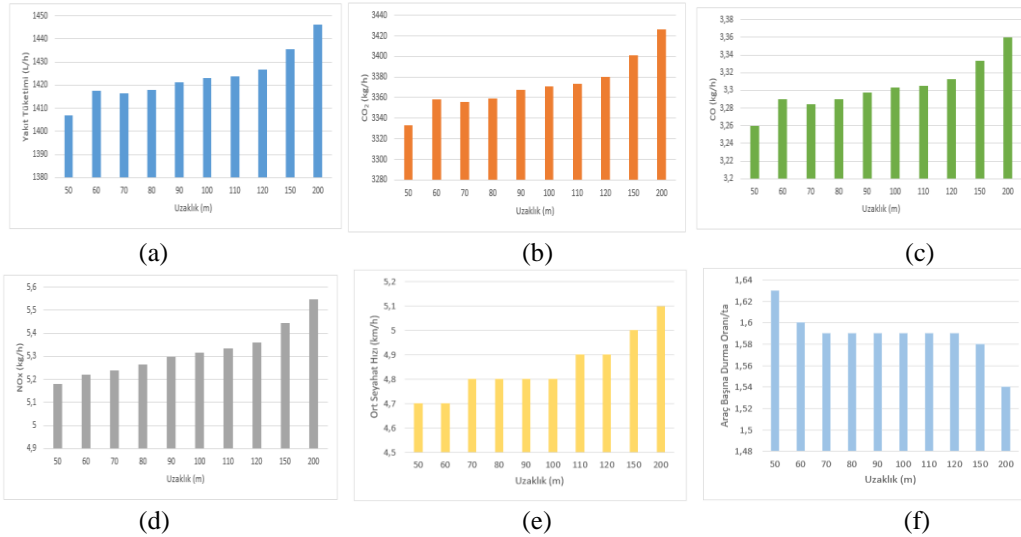 1450
1440
1430
1420
1410
1400
1390
1380
Yakıt Tüketimi (L/h)
50 60 70 80 90 100 110 120 150 200
Uzaklık (m)
(a)
3440
3420
3400
3380
3360
3340
3320
3300
3280
CO₂ (kg/h)
50 60 70 80 90 100 110 120 150 200
Uzaklık (m)
(b)
3,38
3,36
3,34
3,32
3,3
3,28
3,26
3,24
3,22
3,2
CO (kg/h)
50 60 70 80 90 100 110 120 150 200
Uzaklık (m)
(c)
5,6
5,5
5,4
5,3
5,2
5,1
5
4,9
NOx (kg/h)
50 60 70 80 90 100 110 120 150 200
Uzaklık (m)
(d)
5,2
5,1
5
4,9
4,8
4,7
4,6
4,5
Ort Seyahat Hızı (km/h)
50 60 70 80 90 100 110 120 150 200
Uzaklık (m)
(e)
1,64
1,62
1,6
1,58
1,56
1,54
1,52
1,5
1,48
Araç Başına Durma Oranı/ta
50 60 70 80 90 100 110 120 150 200
Uzaklık (m)
(f)